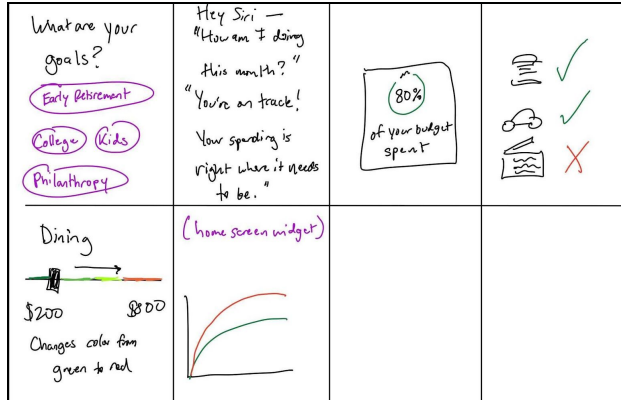 What are your
goals?
Early Retirement
College
Kids
Philanthropy
Hey Siri —
"How am I doing
this month?"
"You're on track!
Your spending is
right where it needs
to be."
80%
of your budget
spent
Dining
$200
$800
Changes color from
green to red
(home screen widget)